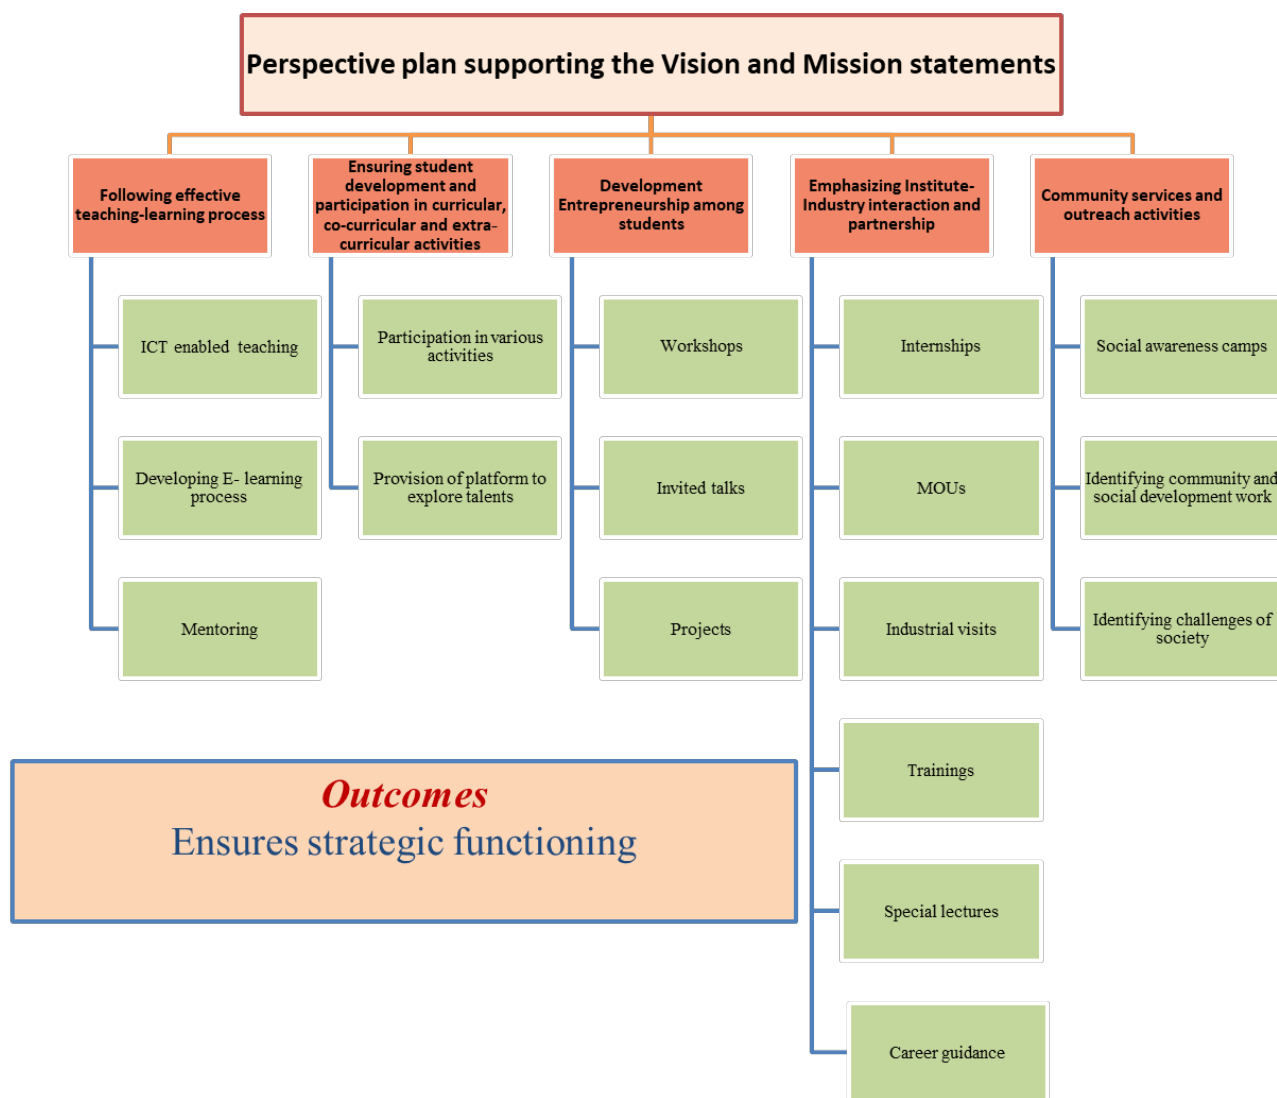 Perspective plan supporting the Vision and Mission statements
Following effective
teaching-learning process
Ensuring student
development and
participation in curricular,
co-curricular and extra-
curricular activities
Development
Entrepreneurship among
students
Emphasizing Institute-
Industry interaction and
partnership
Community services and
outreach activities
ICT enabled teaching
Developing E- learning
process
Mentoring
Participation in various
activities
Provision of platform to
explore talents
Workshops
Invited talks
Projects
Internships
MOUs
Industrial visits
Trainings
Special lectures
Career guidance
Social awareness camps
Identifying community and
social development work
Identifying challenges of
society
Outcomes
Ensures strategic functioning